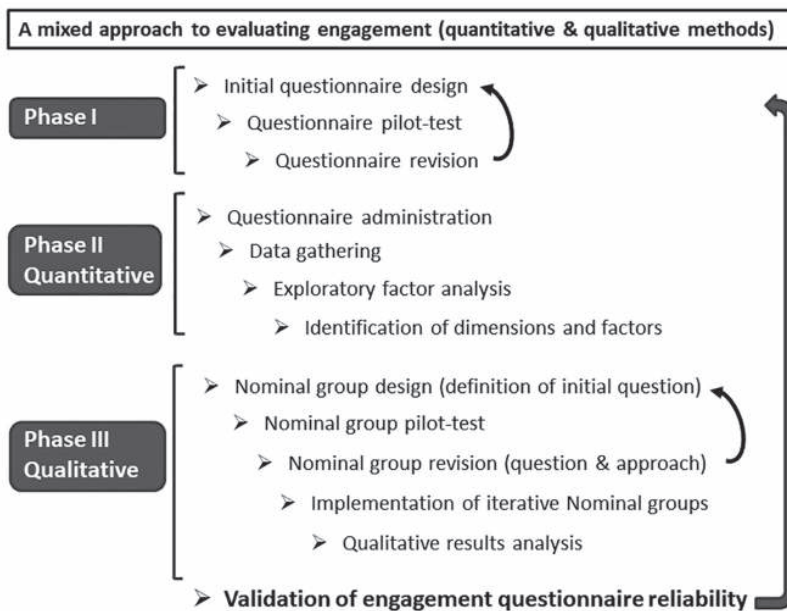 A mixed approach to evaluating engagement (quantitative & qualitative methods)
Phase I
Initial questionnaire design
Questionnaire pilot-test
Questionnaire revision
Phase II
Quantitative
Questionnaire administration
Data gathering
Exploratory factor analysis
Identification of dimensions and factors
Phase III
Qualitative
Nominal group design (definition of initial question)
Nominal group pilot-test
Nominal group revision (question & approach)
Implementation of iterative Nominal groups
Qualitative results analysis
Validation of engagement questionnaire reliability